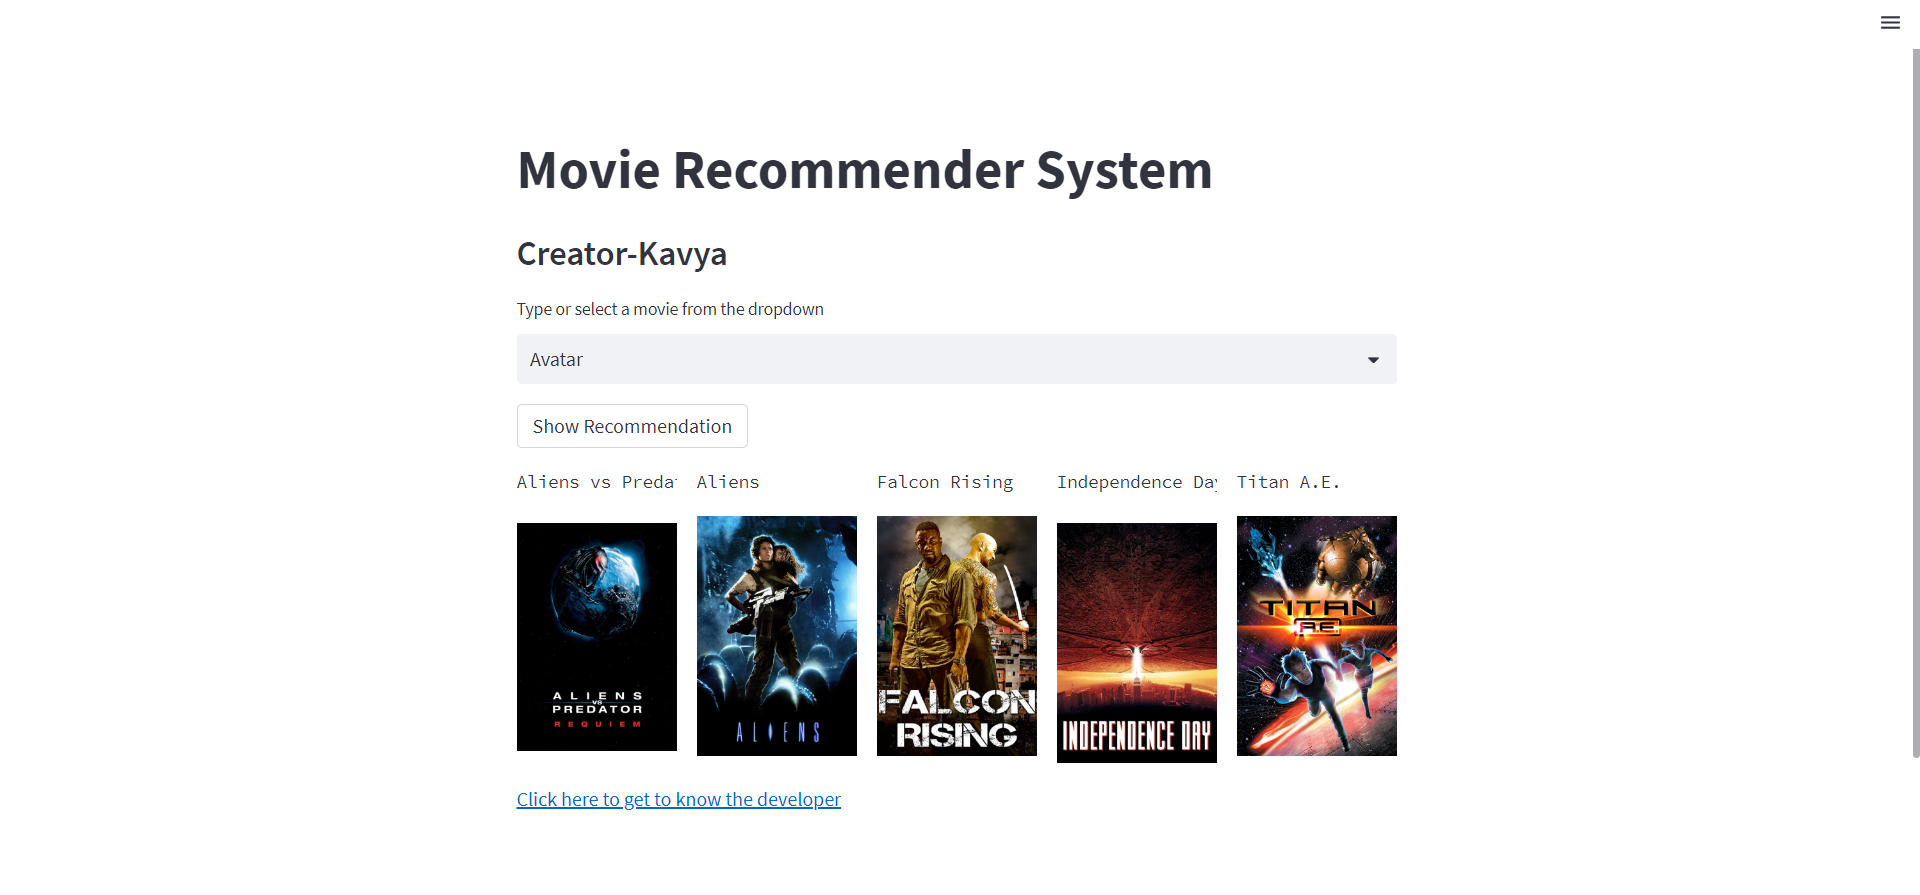 Movie Recommender System
Creator-Kavya
Type or select a movie from the dropdown
Avatar
Show Recommendation
Aliens vs Preda
Aliens
Falcon Rising
Independence Day
Titan A.E.
ALIENS
VS
PREDATOR
REQUIEM
ALIENS
FALCON
RISING
INDEPENDENCE DAY
TITAN
A.E.
Click here to get to know the developer